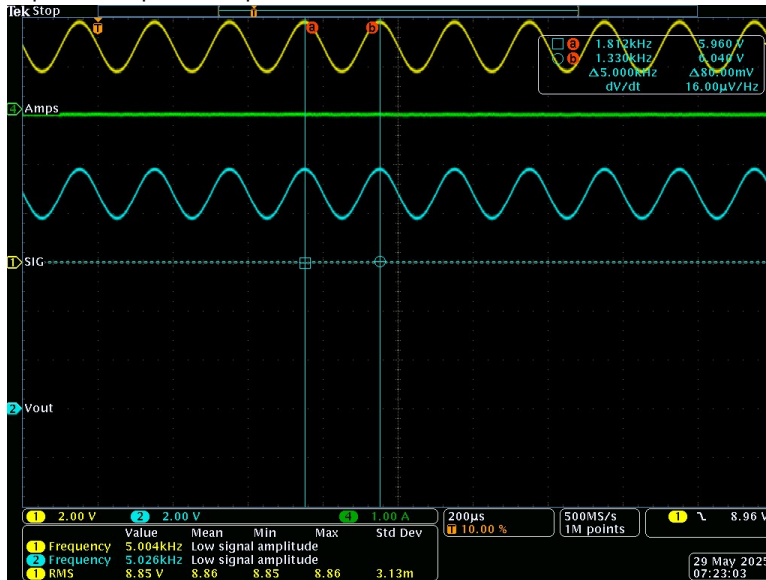 Tek Stop
T
T
a
b
a 1.812kHz 5.960 V
b 1.330kHz 6.040 V
Δ5.000kHz Δ80.00mV
dV/dt 16.00µV/Hz
4 Amps
1 SIG
2 Vout
1 2.00 V 2 2.00 V 4 1.00 A
200µs
T 10.00 %
500MS/s
1M points
1 8.96 V
Value Mean Min Max Std Dev
1 Frequency 5.004kHz Low signal amplitude
2 Frequency 5.026kHz Low signal amplitude
1 RMS 8.85 V 8.86 8.85 8.86 3.13m
29 May 2025
07:23:03